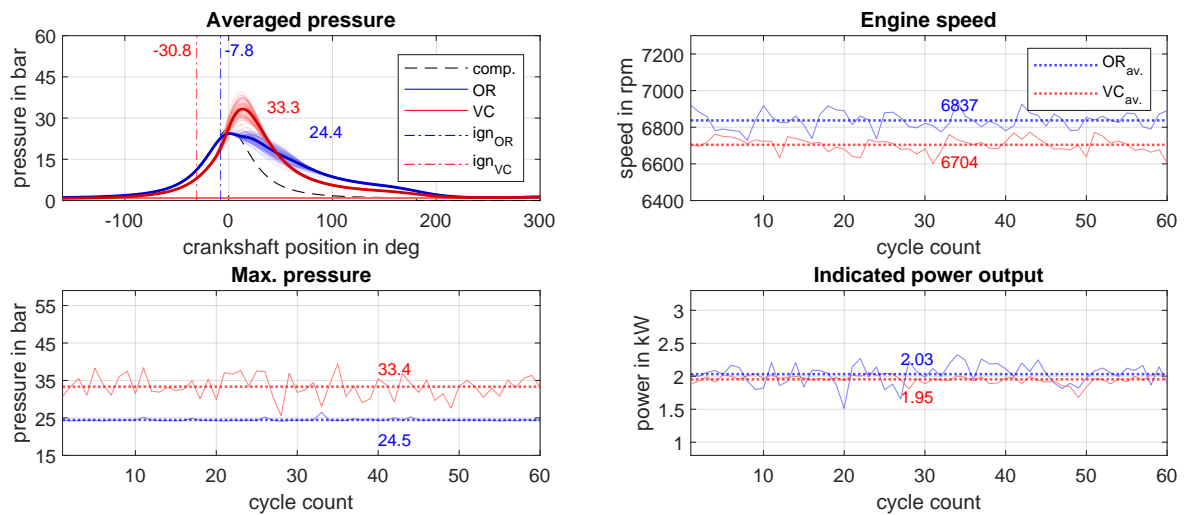 Averaged pressure
pressure in bar
60
45
30
15
0
-30.8
-7.8
33.3
24.4
comp.
OR
VC
ign_OR
ign_VC
-100
0
100
200
300
crankshaft position in deg
Engine speed
speed in rpm
7200
7000
6800
6600
6400
6837
6704
OR_av.
VC_av.
10
20
30
40
50
60
cycle count
Max. pressure
pressure in bar
55
45
35
25
15
33.4
24.5
10
20
30
40
50
60
cycle count
Indicated power output
power in kW
3
2.5
2
1.5
1
2.03
1.95
10
20
30
40
50
60
cycle count